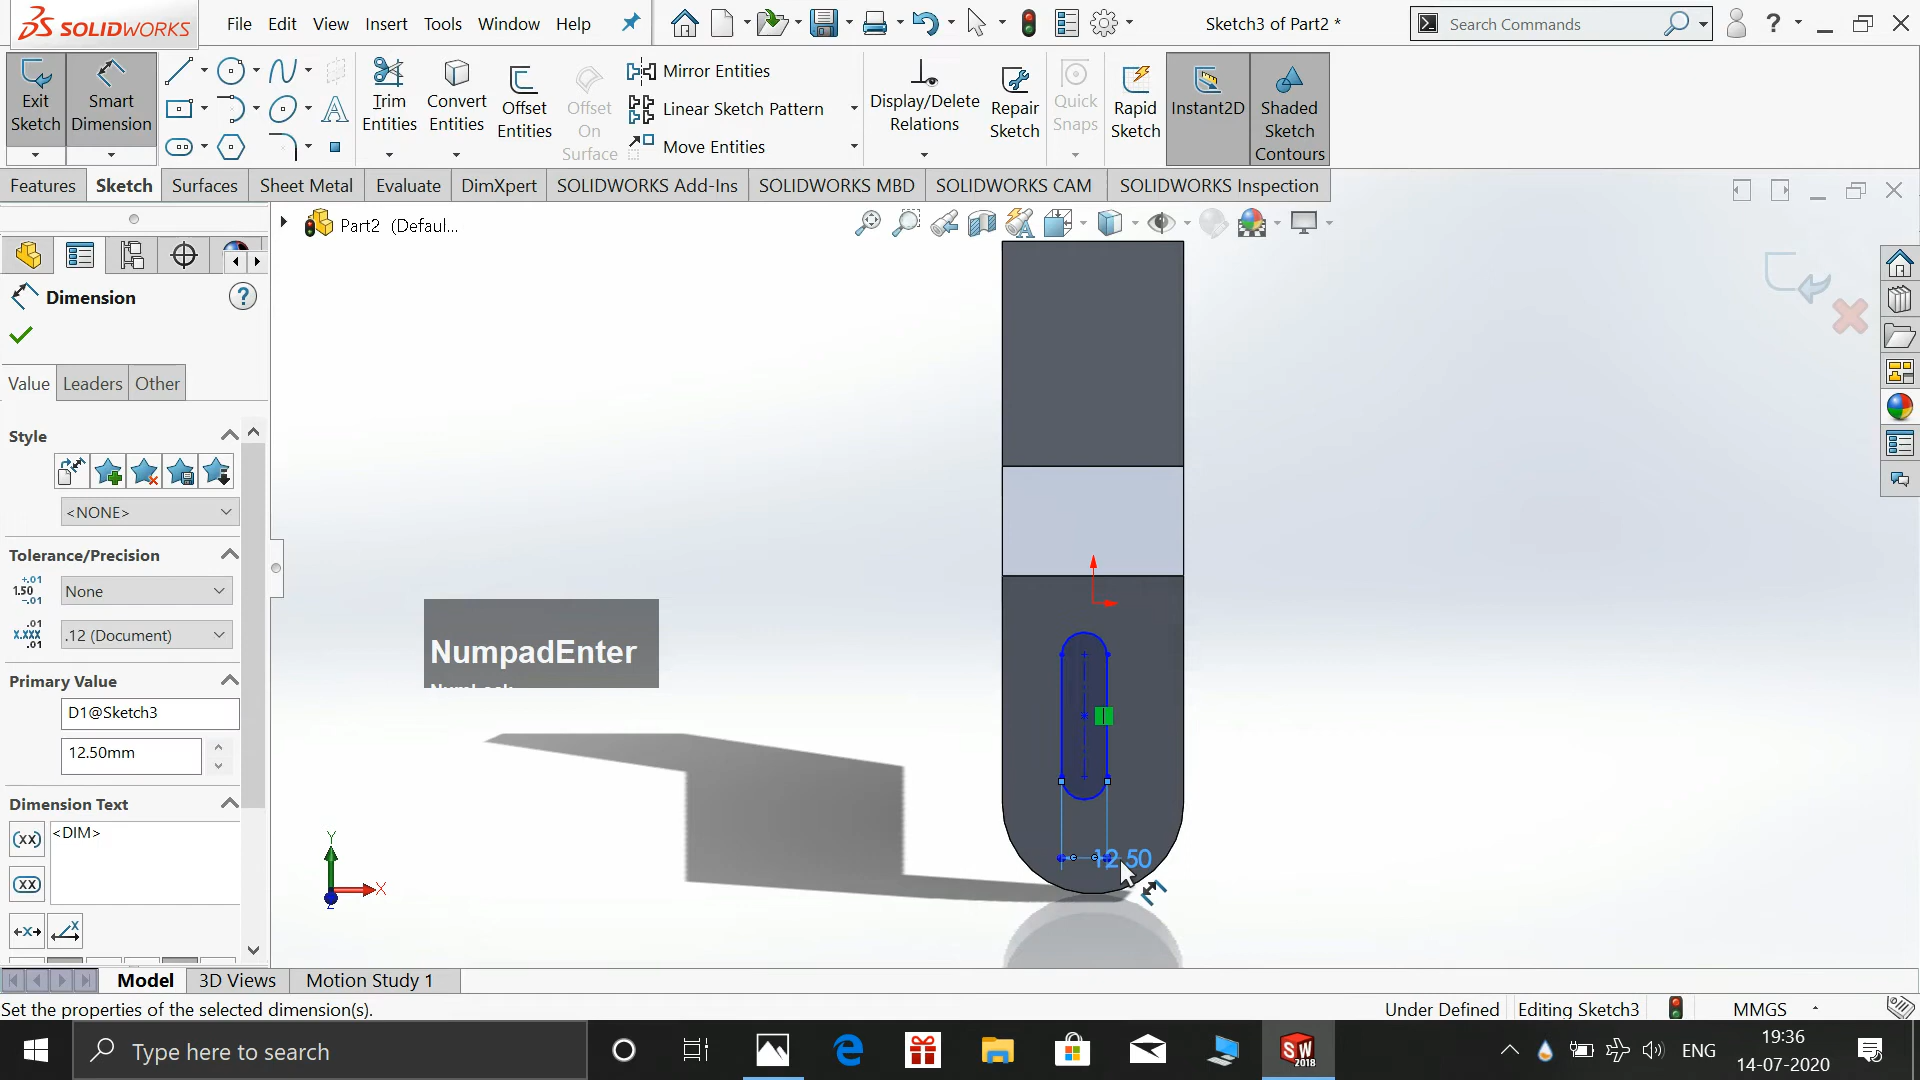 SOLIDWORKS
File Edit View Insert Tools Window Help
Sketch3 of Part2 *
Search Commands
Exit Sketch
Smart Dimension
Trim Entities
Convert Entities
Offset Entities
Offset On Surface
Mirror Entities
Linear Sketch Pattern
Move Entities
Display/Delete Relations
Repair Sketch
Quick Snaps
Rapid Sketch
Instant2D
Shaded Sketch Contours
Features Sketch Surfaces Sheet Metal Evaluate DimXpert SOLIDWORKS Add-Ins SOLIDWORKS MBD SOLIDWORKS CAM SOLIDWORKS Inspection
Part2 (Defaul...
Dimension
Value Leaders Other
Style
<NONE>
Tolerance/Precision
None
.12 (Document)
Primary Value
D1@Sketch3
12.50mm
Dimension Text
<DIM>
NumpadEnter
12.50
Y
X
Z
Model 3D Views Motion Study 1
Set the properties of the selected dimension(s).
Under Defined Editing Sketch3 MMGS
Type here to search
SW 2018
ENG
19:36
14-07-2020